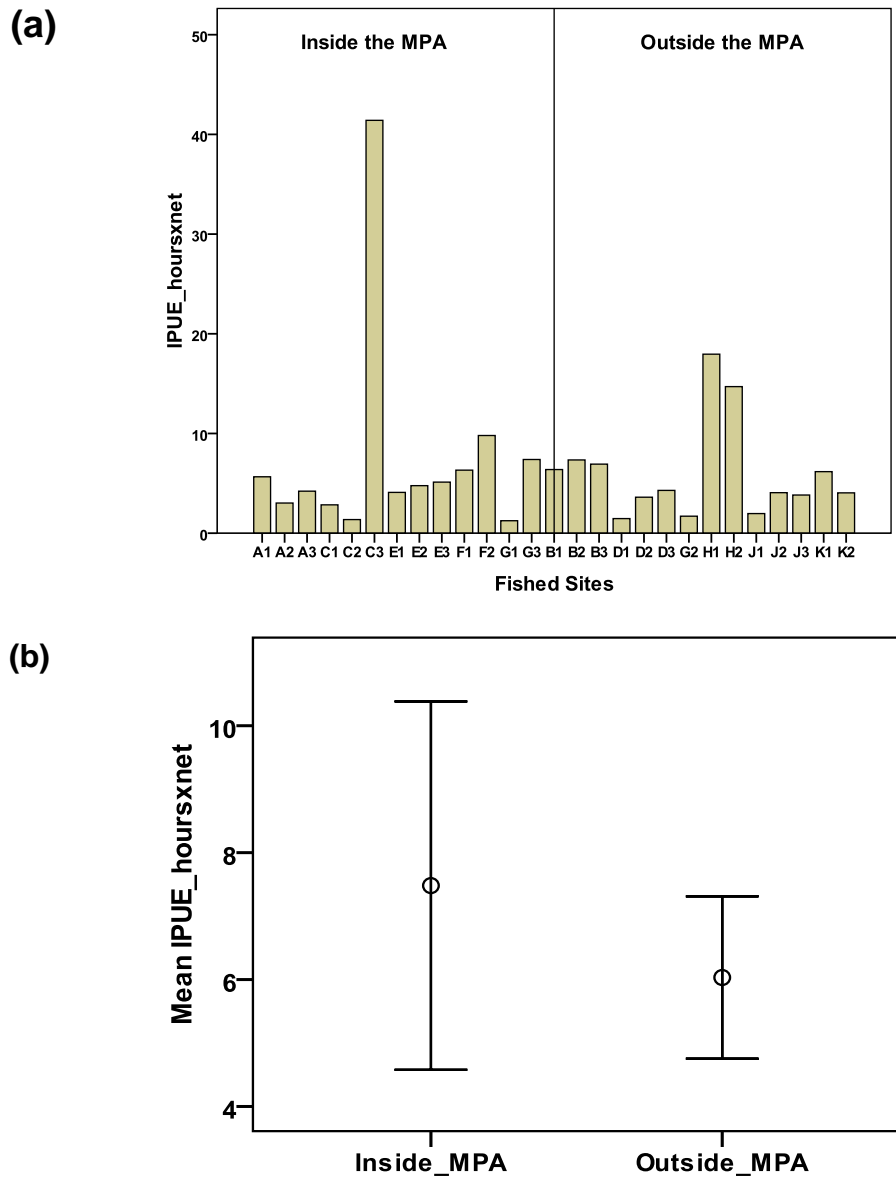 (a)
Inside the MPA Outside the MPA
50
40
30
20
10
0
IPUE_hoursxnet
A1 A2 A3 C1 C2 C3 E1 E2 E3 F1 F2 G1 G3 B1 B2 B3 D1 D2 D3 G2 H1 H2 J1 J2 J3 K1 K2
Fished Sites
(b)
10
8
6
4
Mean IPUE_hoursxnet
Inside_MPA Outside_MPA